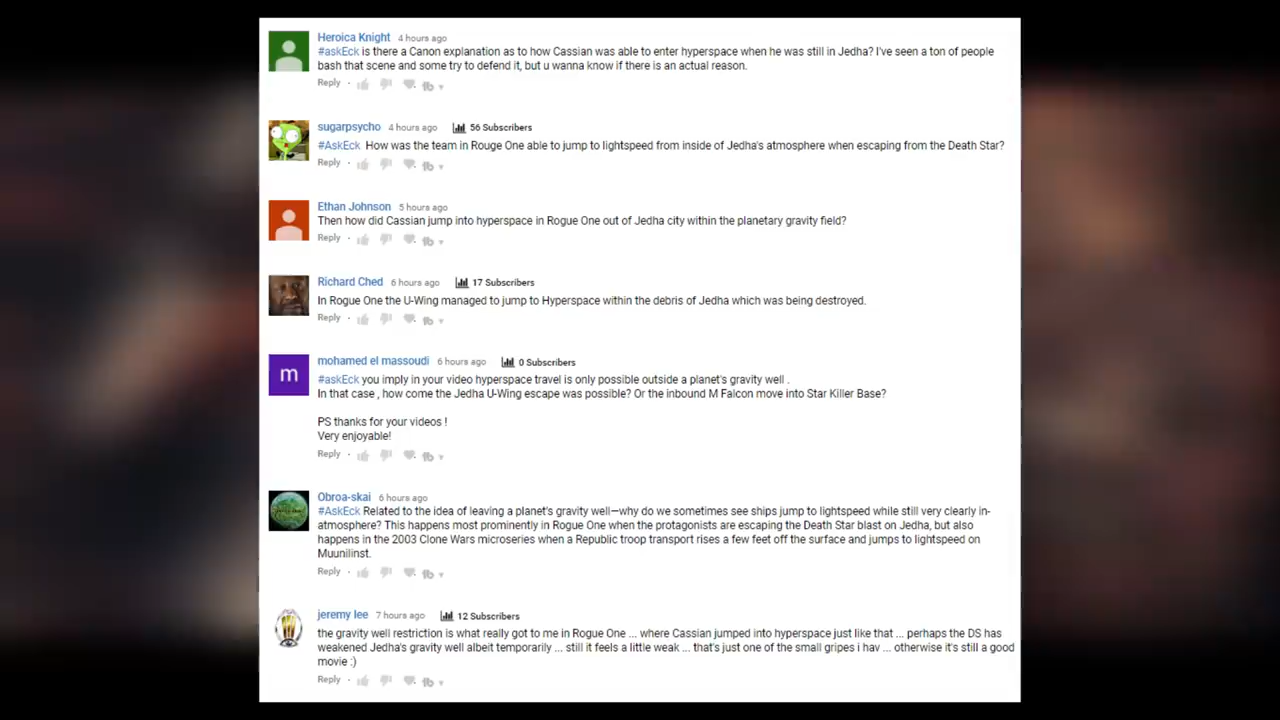 Heroica Knight 4 hours ago
#askEck is there a Canon explanation as to how Cassian was able to enter hyperspace when he was still in Jedha? I've seen a ton of people
bash that scene and some try to defend it, but u wanna know if there is an actual reason.
Reply
sugarpsycho 4 hours ago 56 Subscribers
#AskEck How was the team in Rouge One able to jump to lightspeed from inside of Jedha's atmosphere when escaping from the Death Star?
Reply
Ethan Johnson 5 hours ago
Then how did Cassian jump into hyperspace in Rogue One out of Jedha city within the planetary gravity field?
Reply
Richard Ched 6 hours ago 17 Subscribers
In Rogue One the U-Wing managed to jump to Hyperspace within the debris of Jedha which was being destroyed.
Reply
m
mohamed el massoudi 6 hours ago 0 Subscribers
#askEck you imply in your video hyperspace travel is only possible outside a planet's gravity well .
In that case , how come the Jedha U-Wing escape was possible? Or the inbound M Falcon move into Star Killer Base?
PS thanks for your videos !
Very enjoyable!
Reply
Obroa-skai 6 hours ago
#AskEck Related to the idea of leaving a planet's gravity well—why do we sometimes see ships jump to lightspeed while still very clearly in-
atmosphere? This happens most prominently in Rogue One when the protagonists are escaping the Death Star blast on Jedha, but also
happens in the 2003 Clone Wars microseries when a Republic troop transport rises a few feet off the surface and jumps to lightspeed on
Muunilinst.
Reply
jeremy lee 7 hours ago 12 Subscribers
the gravity well restriction is what really got to me in Rogue One ... where Cassian jumped into hyperspace just like that ... perhaps the DS has
weakened Jedha's gravity well albeit temporarily ... still it feels a little weak ... that's just one of the small gripes i hav ... otherwise it's still a good
movie :)
Reply